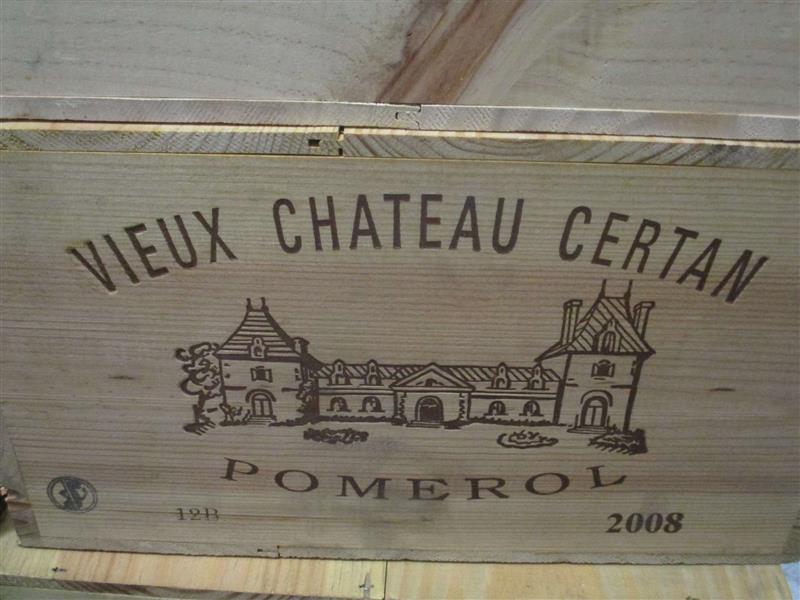 VIEUX CHATEAU CERTAN
POMEROL
12B
2008